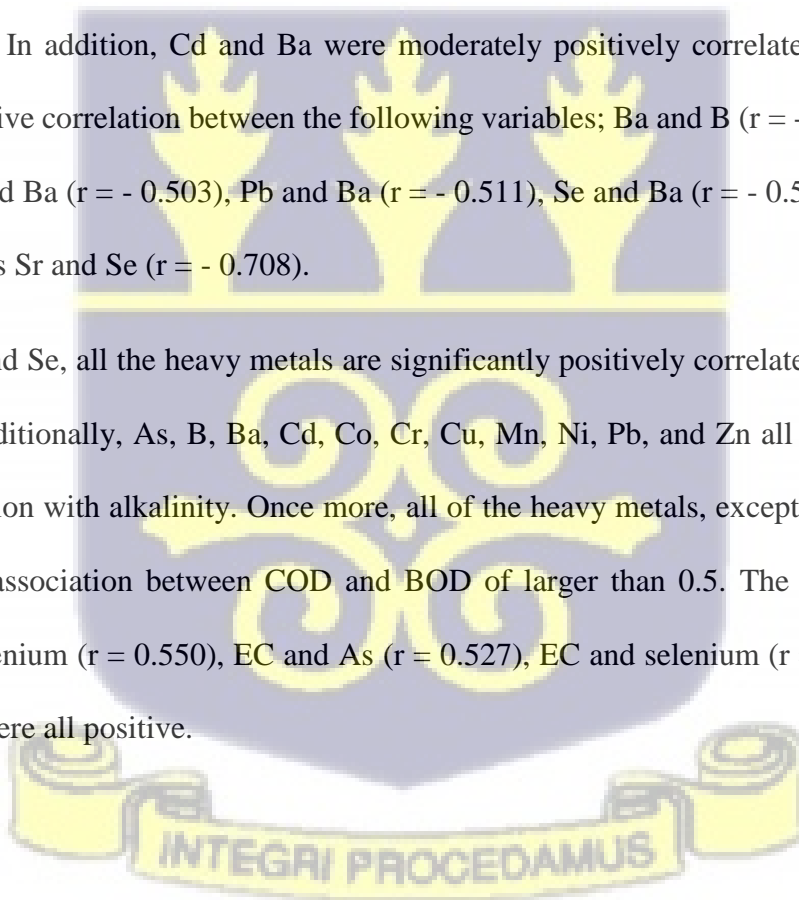 In addition, Cd and Ba were moderately positively correlate
ive correlation between the following variables; Ba and B (r = -
d Ba (r = - 0.503), Pb and Ba (r = - 0.511), Se and Ba (r = - 0.5
s Sr and Se (r = - 0.708).
nd Se, all the heavy metals are significantly positively correlate
ditionally, As, B, Ba, Cd, Co, Cr, Cu, Mn, Ni, Pb, and Zn all
ion with alkalinity. Once more, all of the heavy metals, except
association between COD and BOD of larger than 0.5. The
enium (r = 0.550), EC and As (r = 0.527), EC and selenium (r
ere all positive.
INTEGRI PROCEDAMUS